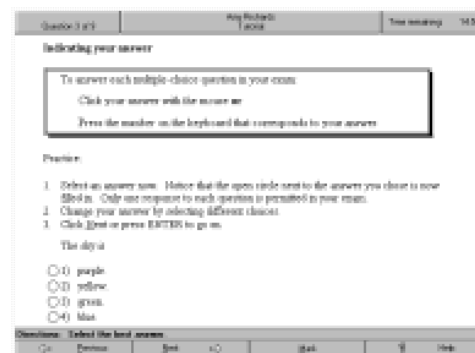 Question 3 of 9
Amy Richards
Tutorial
Time remaining:
Indicating your answer
To answer each multiple-choice question in your exam:
Click your answer with the mouse or
Press the number on the keyboard that corresponds to your answer
Practice:
1. Select an answer now. Notice that the open circle next to the answer you chose is now
filled in. Only one response to each question is permitted in your exam.
2. Change your answer by selecting different choices.
3. Click Next or press ENTER to go on.
The sky is
1) purple.
2) yellow.
3) green.
4) blue.
Directions: Select the best answer.
Previous Next Mark Help